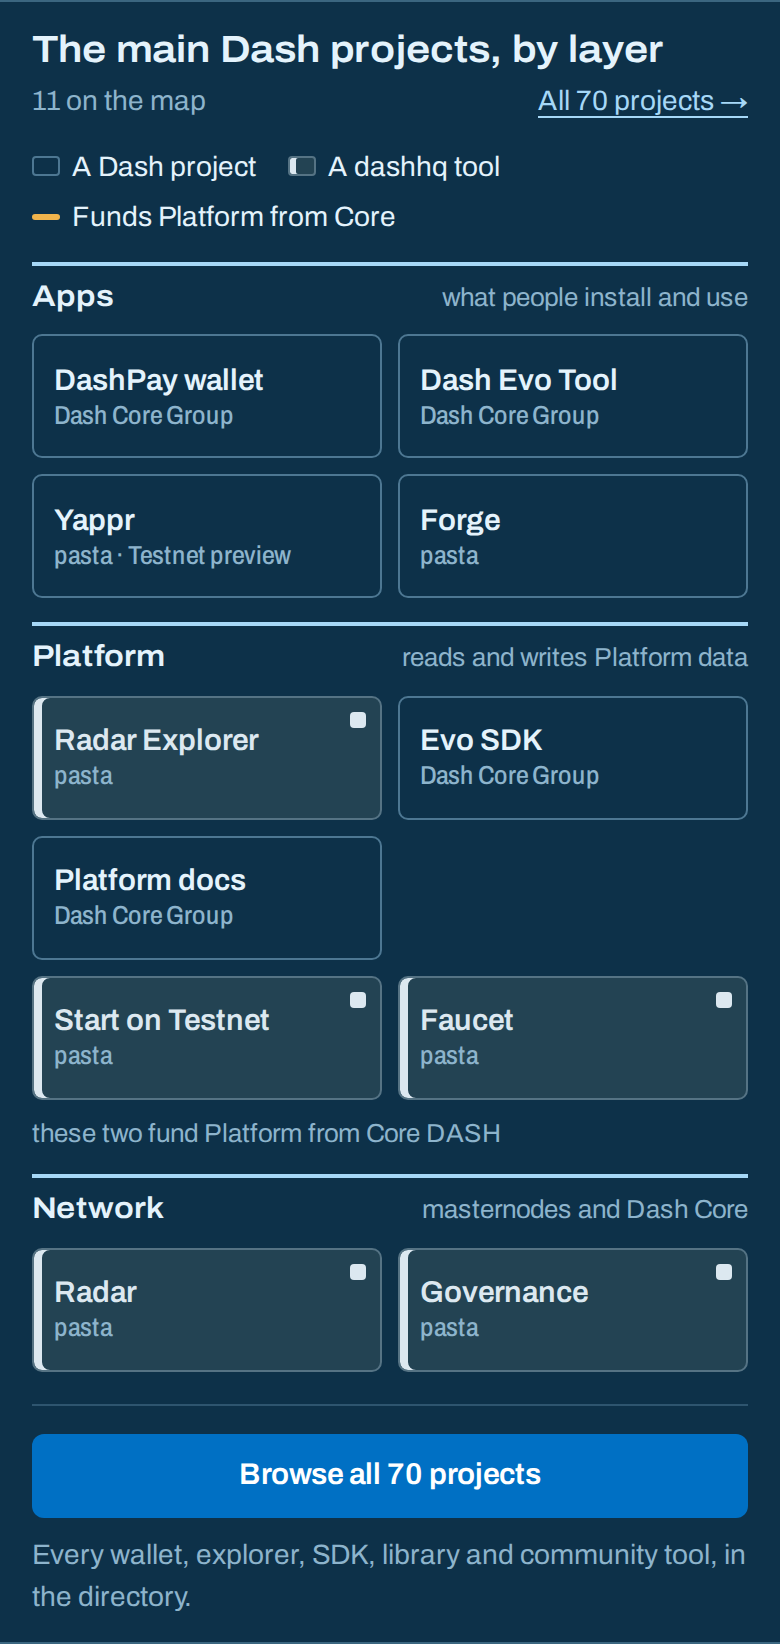 The main Dash projects, by layer
11 on the map
All 70 projects →
A Dash project
A dashhq tool
Funds Platform from Core
Apps
what people install and use
DashPay wallet
Dash Core Group
Dash Evo Tool
Dash Core Group
Yappr
pasta · Testnet preview
Forge
pasta
Platform
reads and writes Platform data
Radar Explorer
pasta
Evo SDK
Dash Core Group
Platform docs
Dash Core Group
Start on Testnet
pasta
Faucet
pasta
these two fund Platform from Core DASH
Network
masternodes and Dash Core
Radar
pasta
Governance
pasta
Browse all 70 projects
Every wallet, explorer, SDK, library and community tool, in
the directory.